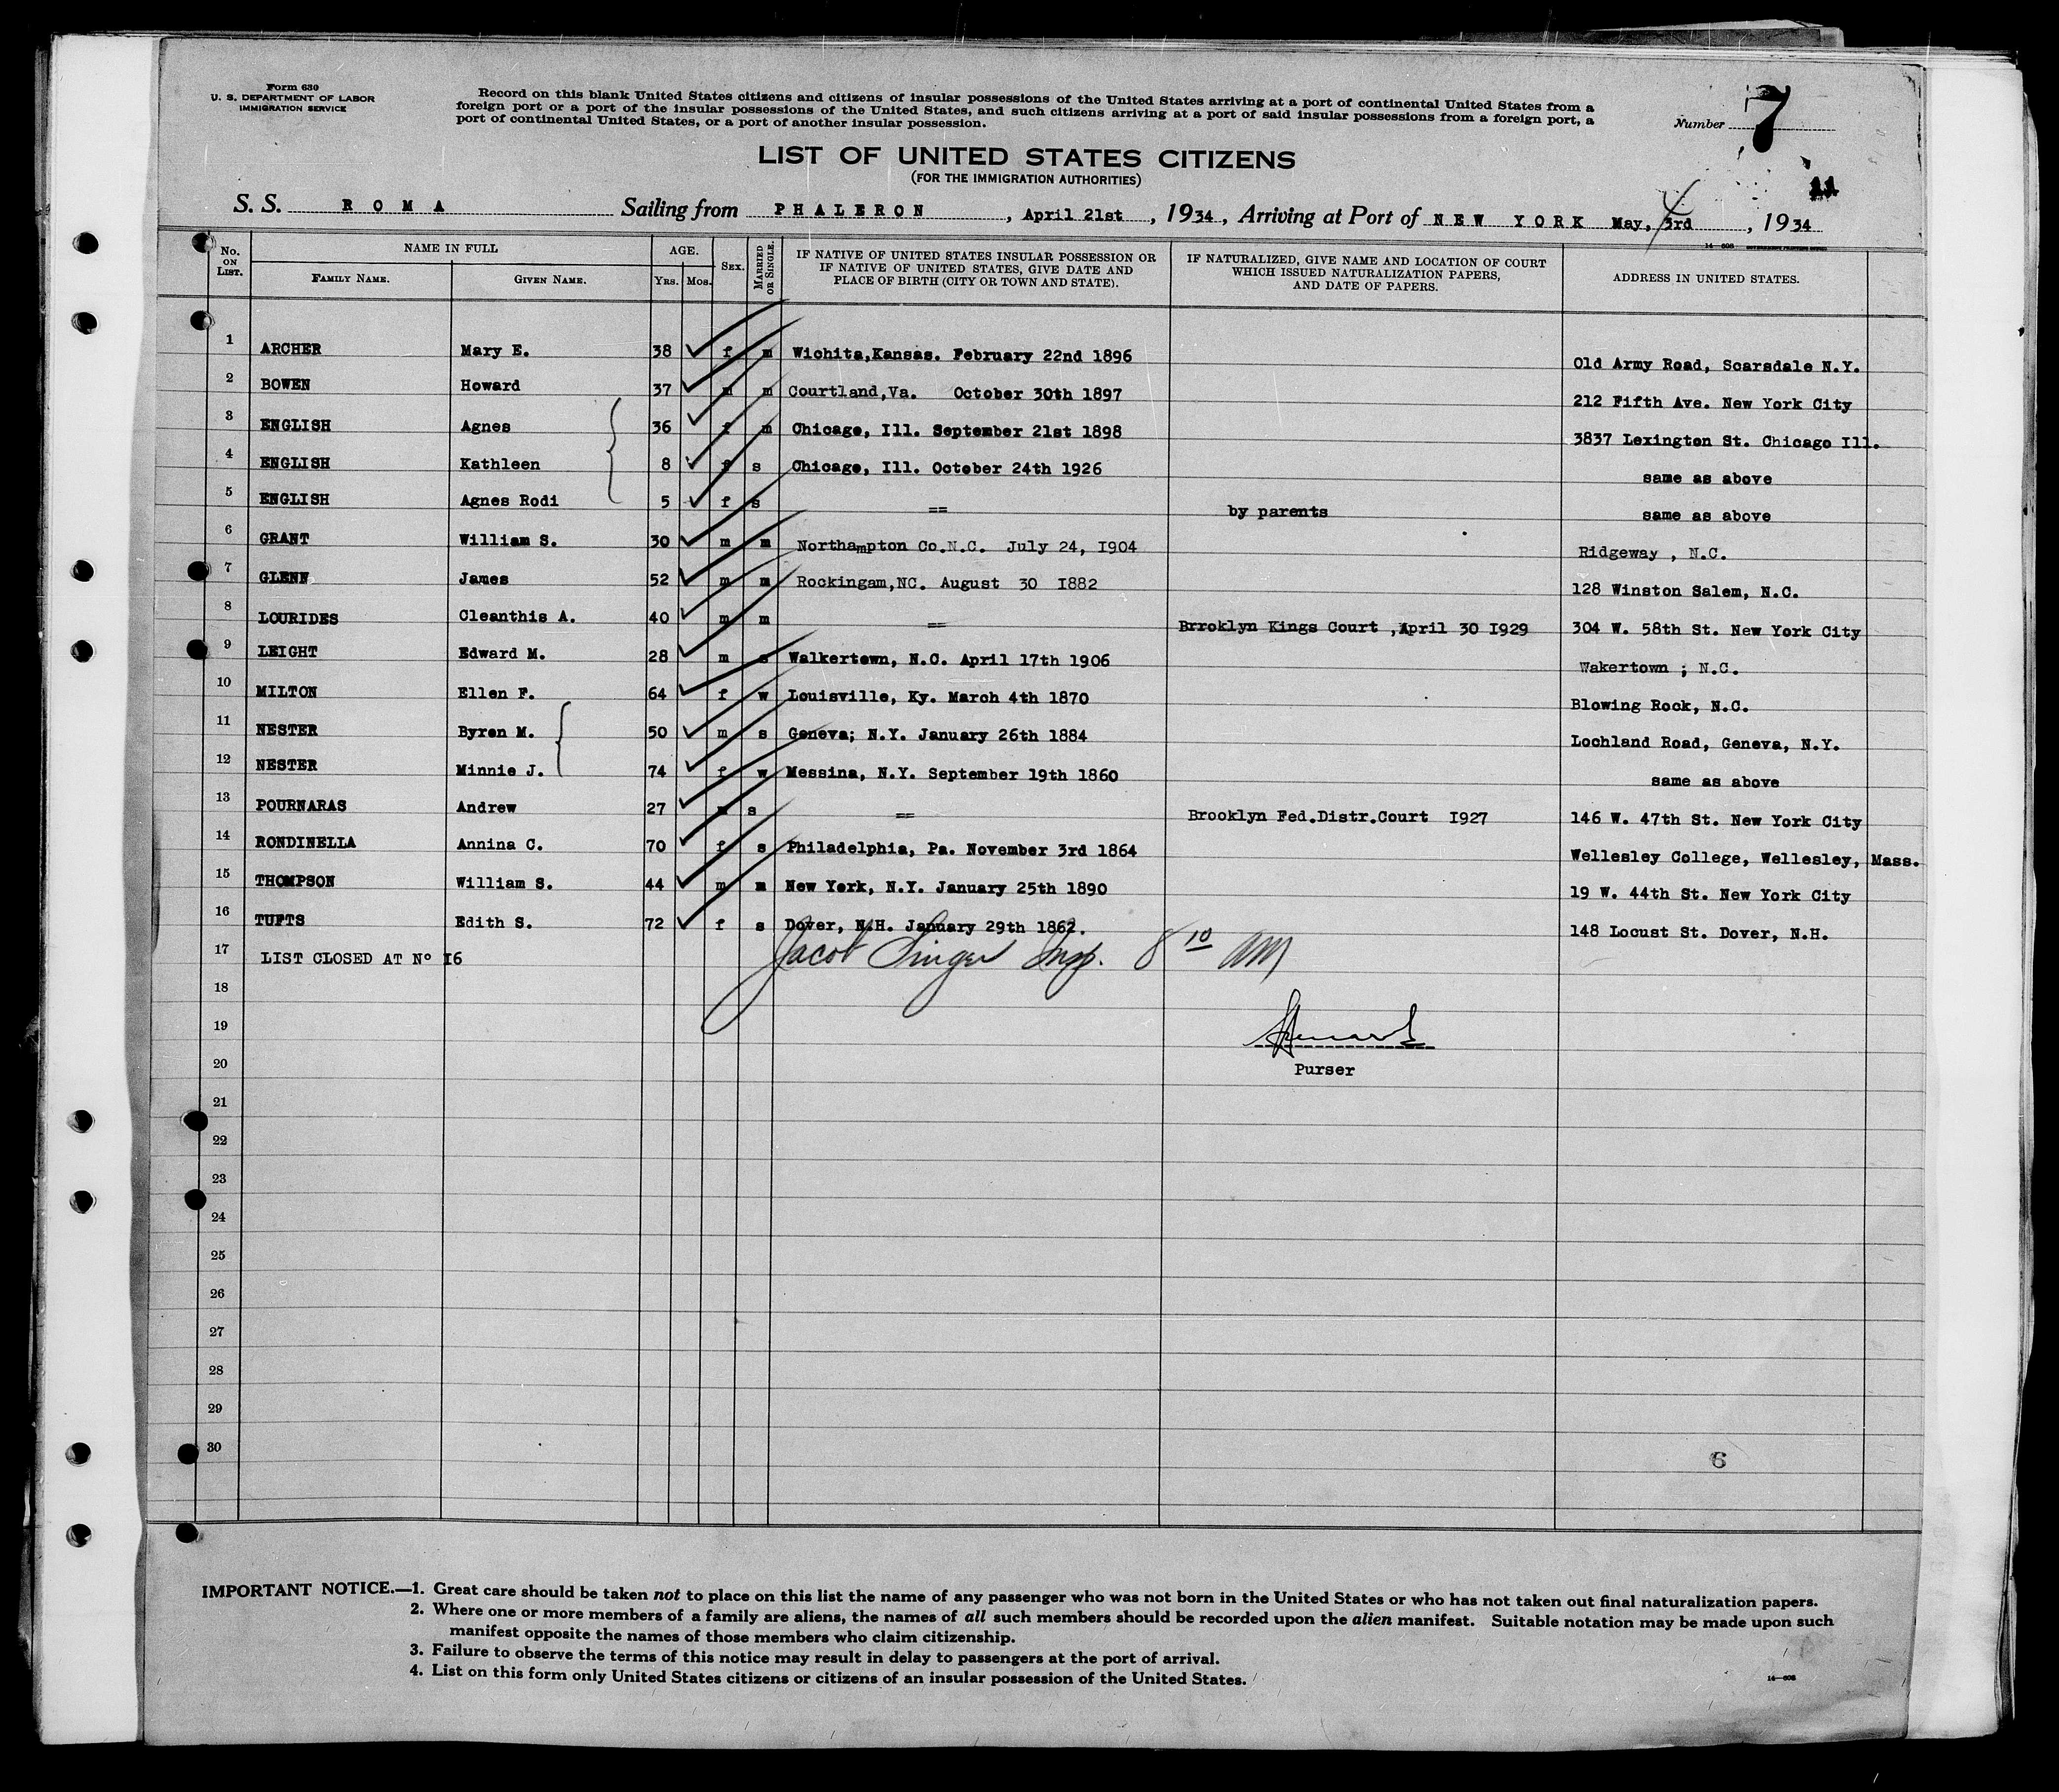 Form 630
U. S. DEPARTMENT OF LABOR
IMMIGRATION SERVICE
Record on this blank United States citizens and citizens of insular possessions of the United States arriving at a port of continental United States from a
foreign port or a port of the insular possessions of the United States, and such citizens arriving at a port of said insular possessions from a foreign port, a
port of continental United States, or a port of another insular possession.
Number 7
LIST OF UNITED STATES CITIZENS
(FOR THE IMMIGRATION AUTHORITIES)
11
S. S. ROMA Sailing from PHALERON, April 21st, 1934, Arriving at Port of NEW YORK May, 3rd 4, 1934
No. ON LIST. NAME IN FULL AGE. SEX. MARRIED OR SINGLE. IF NATIVE OF UNITED STATES INSULAR POSSESSION OR IF NATIVE OF UNITED STATES, GIVE DATE AND PLACE OF BIRTH (CITY OR TOWN AND STATE). IF NATURALIZED, GIVE NAME AND LOCATION OF COURT WHICH ISSUED NATURALIZATION PAPERS, AND DATE OF PAPERS. ADDRESS IN UNITED STATES.
FAMILY NAME. GIVEN NAME. YRS. MOS.
1 ARCHER Mary E. 38 f m Wichita,Kansas. February 22nd 1896 Old Army Road, Scarsdale N.Y.
2 BOWEN Howard 37 m m Courtland,Va. October 30th 1897 212 Fifth Ave. New York City
3 ENGLISH Agnes 36 f m Chicago, Ill. September 21st 1898 3837 Lexington St. Chicago Ill.
4 ENGLISH Kathleen 8 f s Chicago, Ill. October 24th 1926 same as above
5 ENGLISH Agnes Rodi 5 f s == by parents same as above
6 GRANT William S. 30 m m Northampton Co.N.C. July 24, I904 Ridgeway , N.C.
7 GLENN James 52 m m Rockingam,NC. August 30 I882 128 Winston Salem, N.C.
8 LOURIDES Cleanthis A. 40 m m == Brroklyn Kings Court ,April 30 I929 304 W. 58th St. New York City
9 LEIGHT Edward M. 28 m s Walkertown, N.C. April 17th 1906 Wakertown ; N.C.
10 MILTON Ellen F. 64 f w Louisville, Ky. March 4th 1870 Blowing Rock, N.C.
11 NESTER Byron M. 50 m s Geneva; N.Y. January 26th 1884 Lochland Road, Geneva, N.Y.
12 NESTER Minnie J. 74 f w Messina, N.Y. September 19th 1860 same as above
13 POURNARAS Andrew 27 m s == Brooklyn Fed.Distr.Court I927 146 W. 47th St. New York City
14 RONDINELLA Annina C. 70 f s Philadelphia, Pa. November 3rd 1864 Wellesley College, Wellesley, Mass.
15 THOMPSON William S. 44 m m New York, N.Y. January 25th 1890 19 W. 44th St. New York City
16 TUFTS Edith S. 72 f s Dover, N.H. January 29th 1862. 148 Locust St. Dover, N.H.
17 LIST CLOSED AT Nº I6 Jacob Singer Insp. 8 10 AM
18
19
20 Purser
21
22
23
24
25
26
27
28
29
30
6
IMPORTANT NOTICE.—1. Great care should be taken not to place on this list the name of any passenger who was not born in the United States or who has not taken out final naturalization papers.
2. Where one or more members of a family are aliens, the names of all such members should be recorded upon the alien manifest. Suitable notation may be made upon such
manifest opposite the names of those members who claim citizenship.
3. Failure to observe the terms of this notice may result in delay to passengers at the port of arrival.
4. List on this form only United States citizens or citizens of an insular possession of the United States.